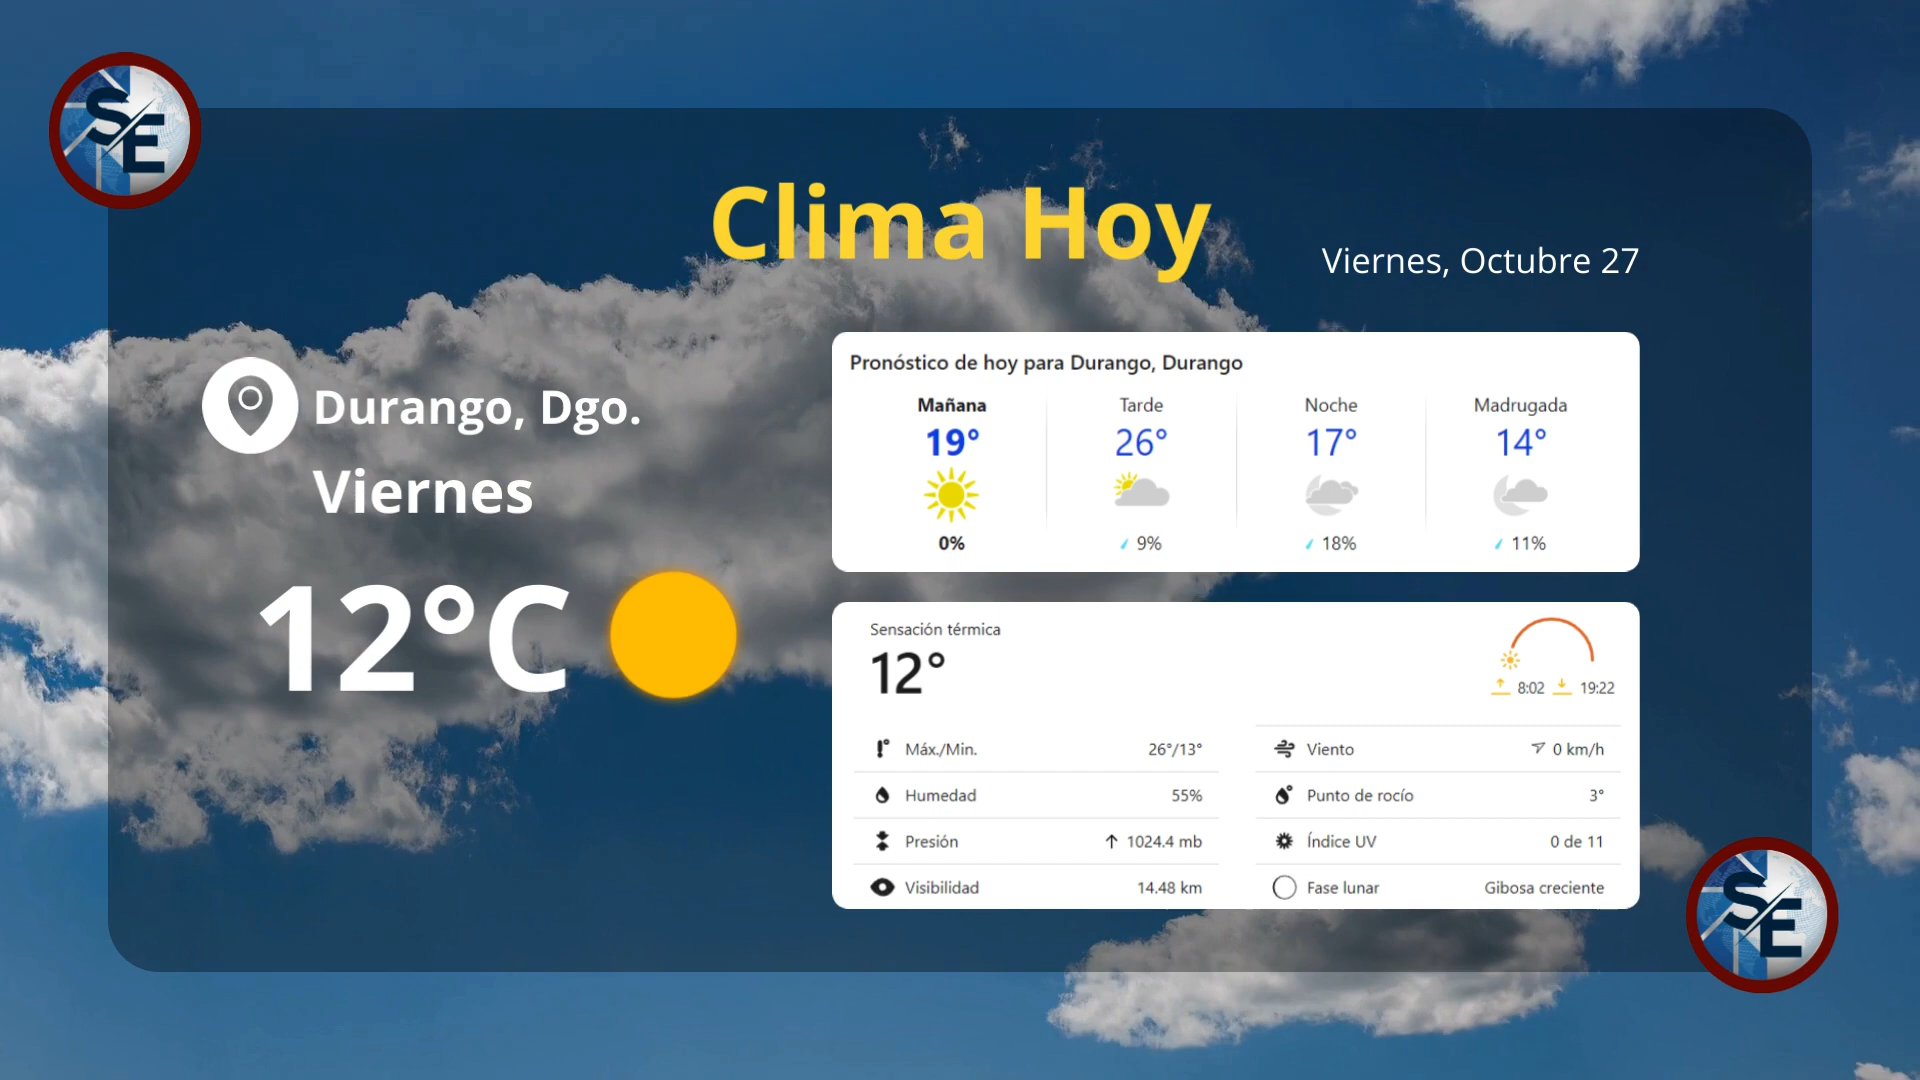 SE
Clima Hoy
Viernes, Octubre 27
Durango, Dgo.
Viernes
12°C
Pronóstico de hoy para Durango, Durango
Mañana Tarde Noche Madrugada
19° 26° 17° 14°
0% 9% 18% 11%
Sensación térmica
12°
8:02 19:22
Máx./Min. 26°/13° Viento 0 km/h
Humedad 55% Punto de rocío 3°
Presión ↑ 1024.4 mb Índice UV 0 de 11
Visibilidad 14.48 km Fase lunar Gibosa creciente
SE